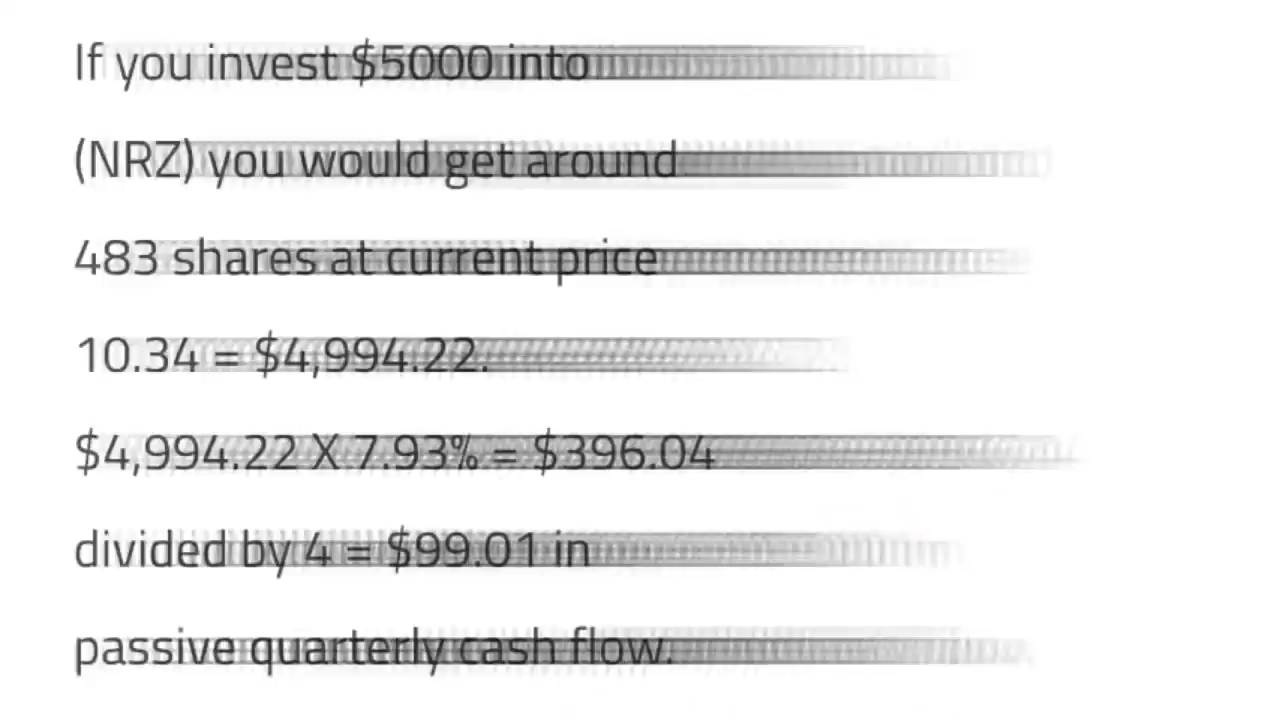 If you invest $5000 into
(NRZ) you would get around
483 shares at current price
10.34 = $4,994.22.
$4,994.22 X 7.93% = $396.04
divided by 4 = $99.01 in
passive quarterly cash flow.